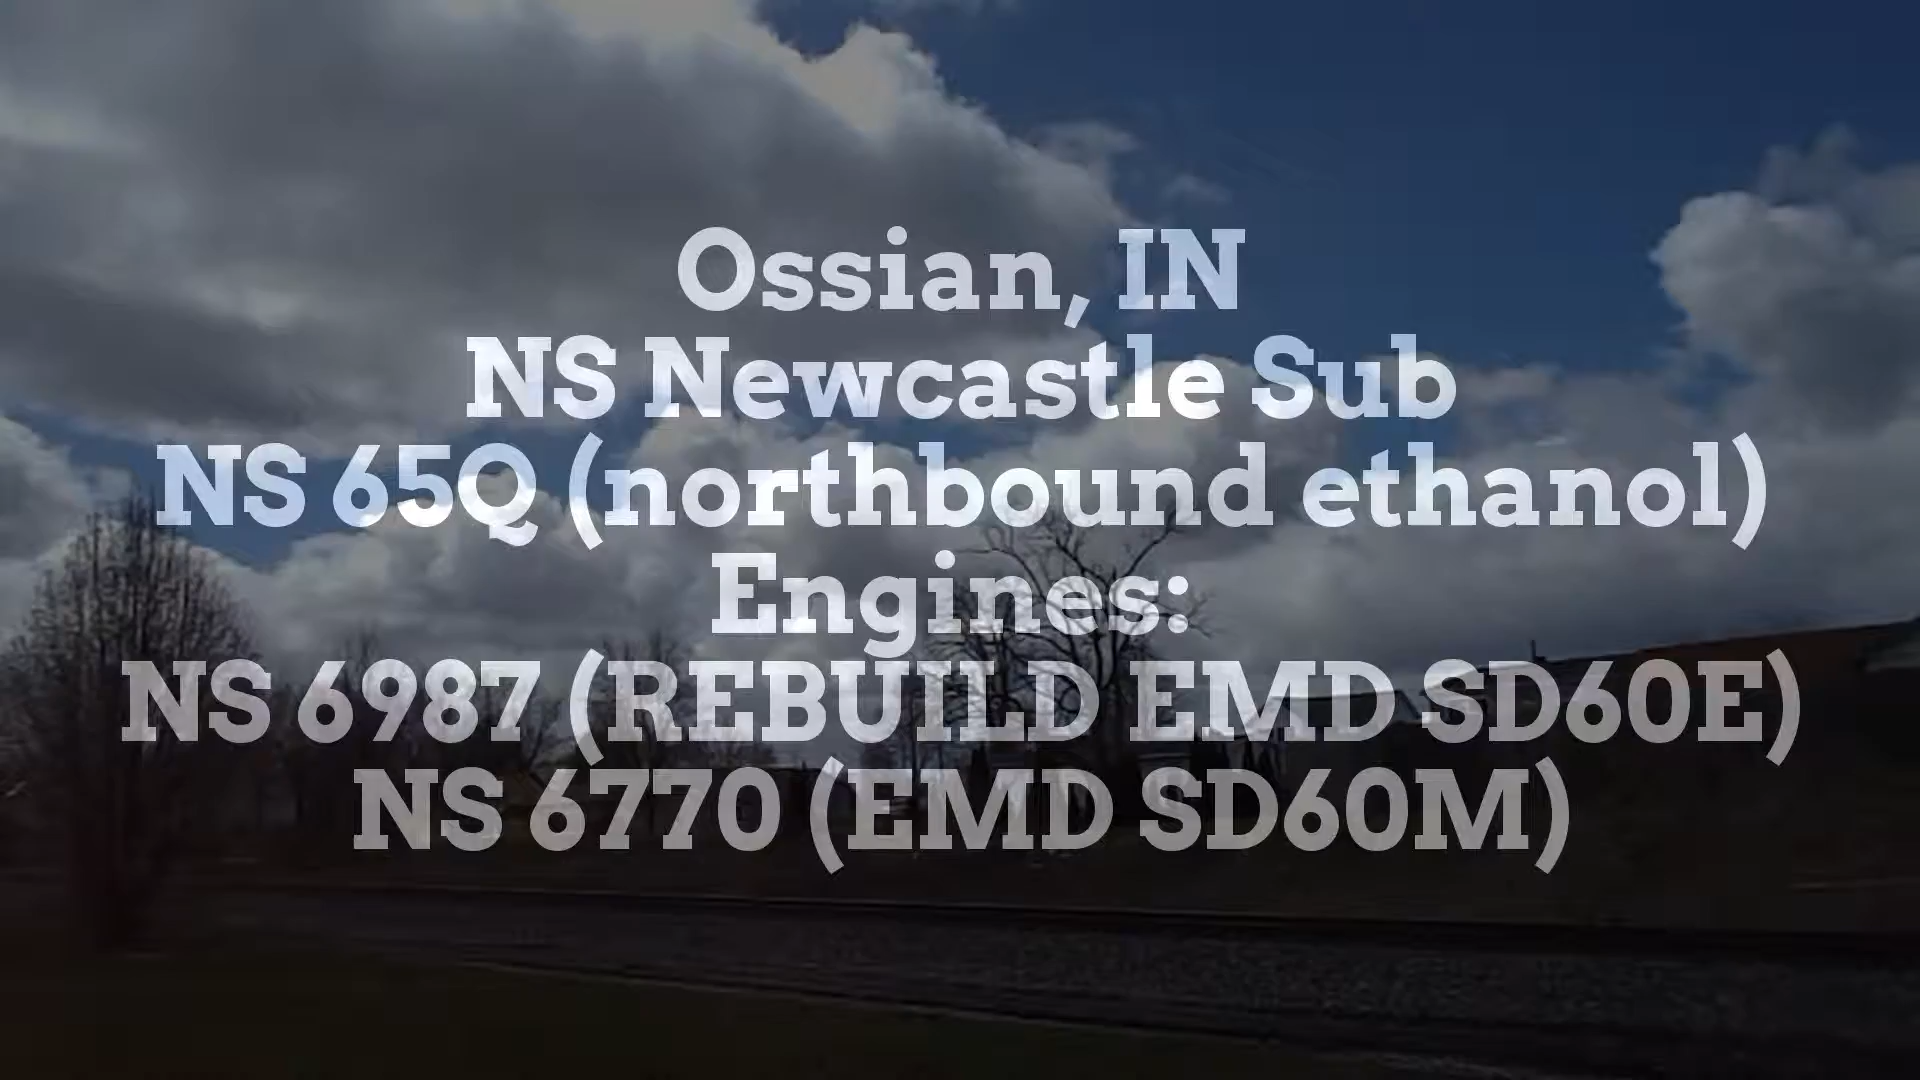 Ossian, IN
NS Newcastle Sub
NS 65Q (northbound ethanol)
Engines:
NS 6987 (REBUILD EMD SD60E)
NS 6770 (EMD SD60M)